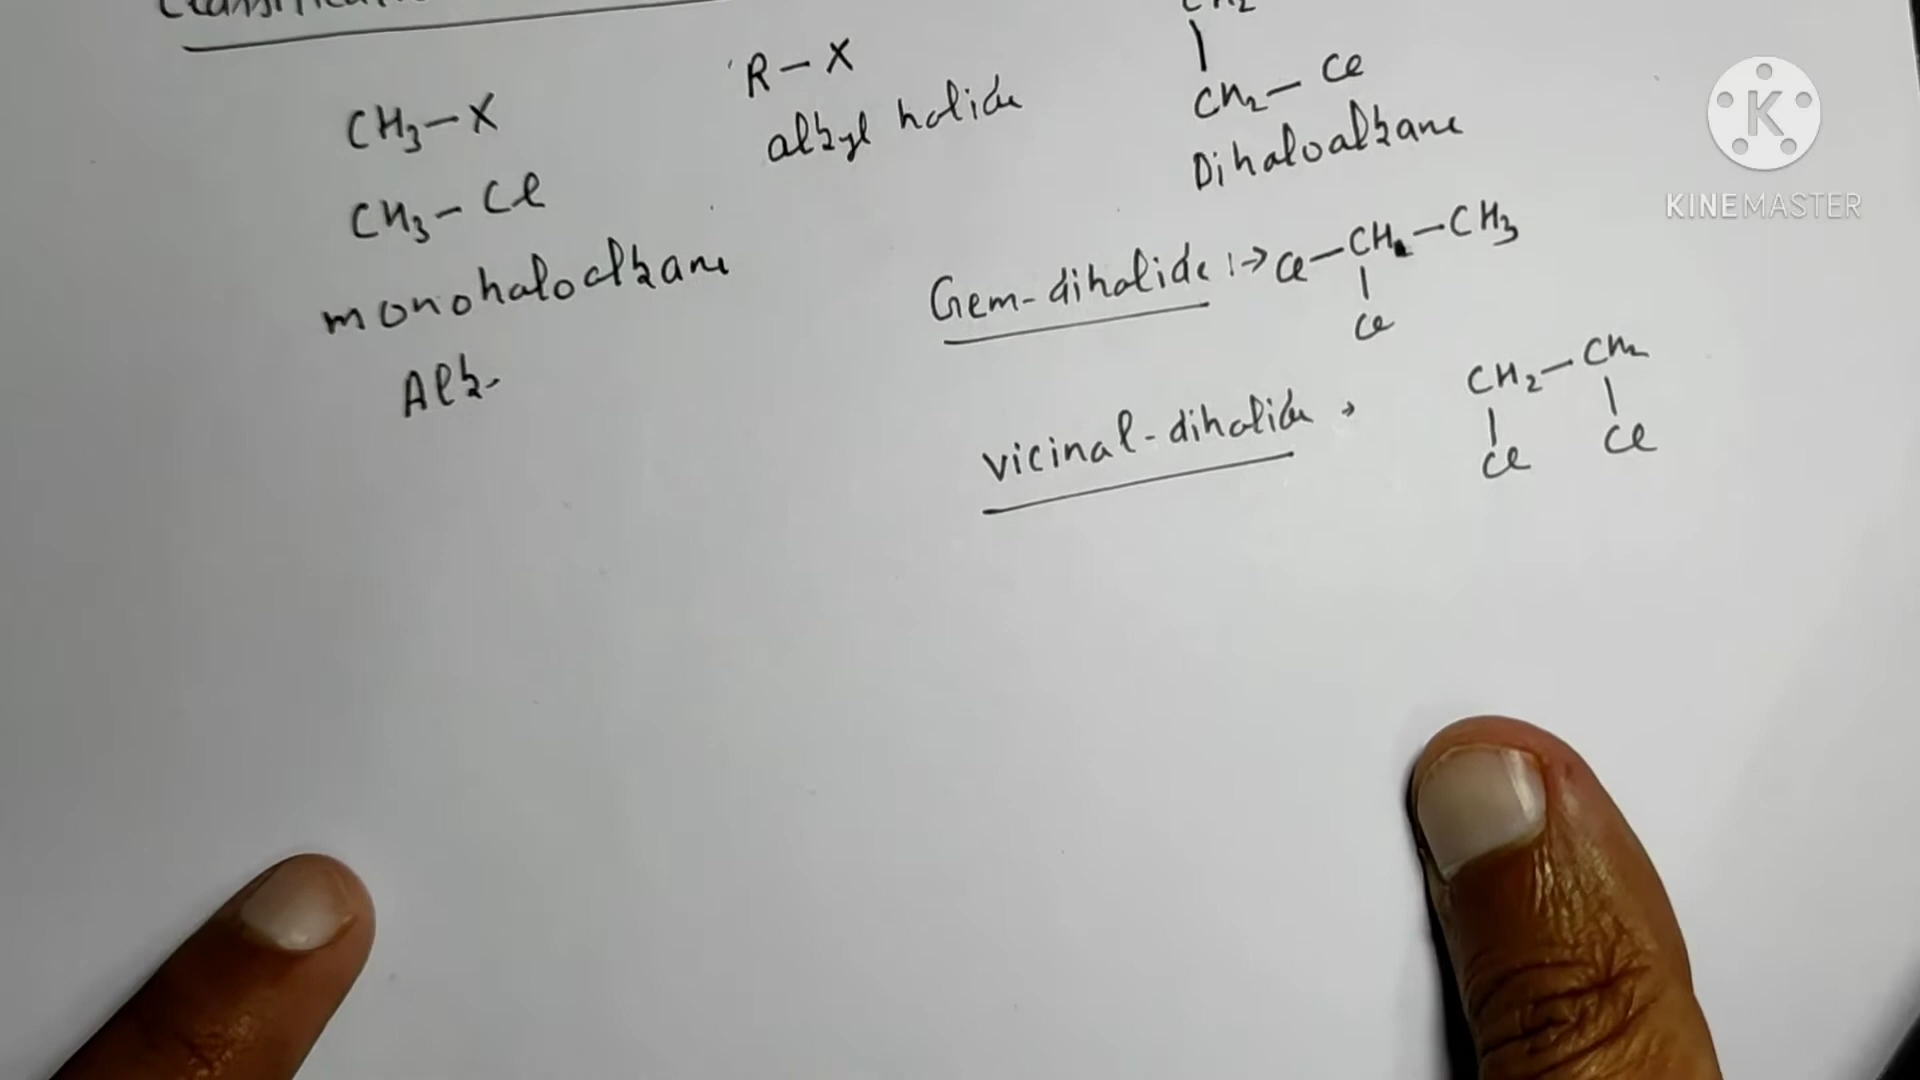 CH3-X
CH3-Cl
monohaloalkane
Alk-
R-X
alkyl halide
CH2
|
CH2-Cl
Dihaloalkane
Gem-dihalide :→ Cl-CH-CH3
|
Cl
vicinal-dihalide → CH2-CH2
| |
Cl Cl
K
KINEMASTER